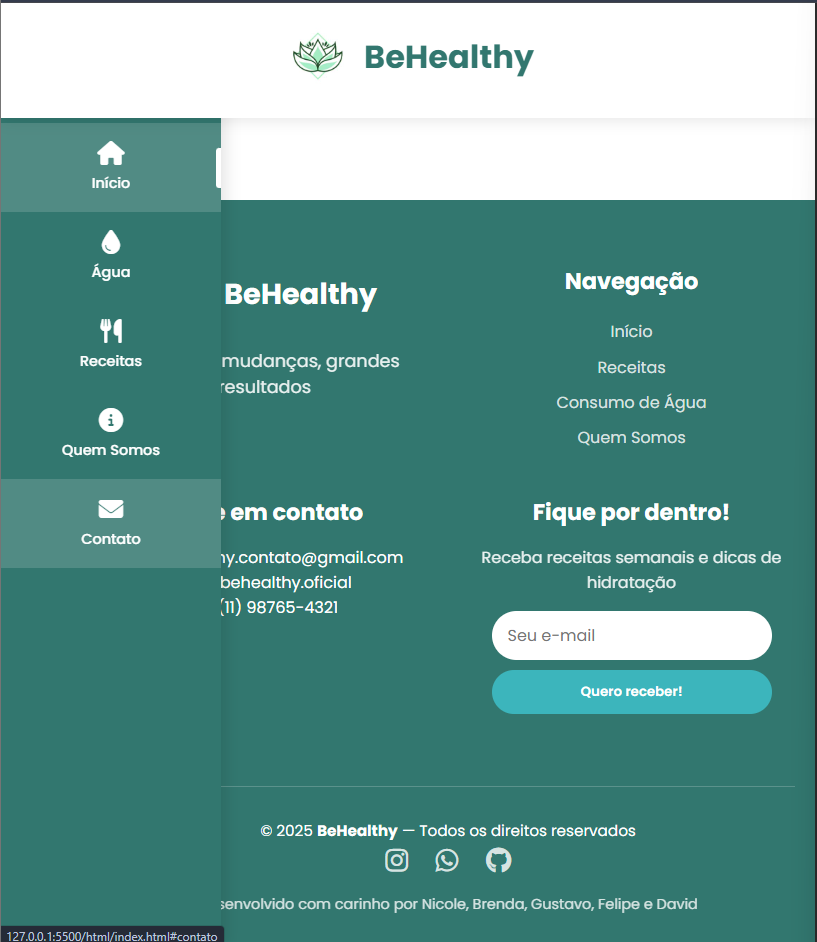 BeHealthy
Início
Água
Receitas
Quem Somos
Contato
BeHealthy
mudanças, grandes
resultados
Navegação
Início
Receitas
Consumo de Água
Quem Somos
em contato
hy.contato@gmail.com
behealthy.oficial
(11) 98765-4321
Fique por dentro!
Receba receitas semanais e dicas de
hidratação
Seu e-mail
Quero receber!
© 2025 BeHealthy — Todos os direitos reservados
senvolvido com carinho por Nicole, Brenda, Gustavo, Felipe e David
127.0.0.1:5500/html/index.html#contato